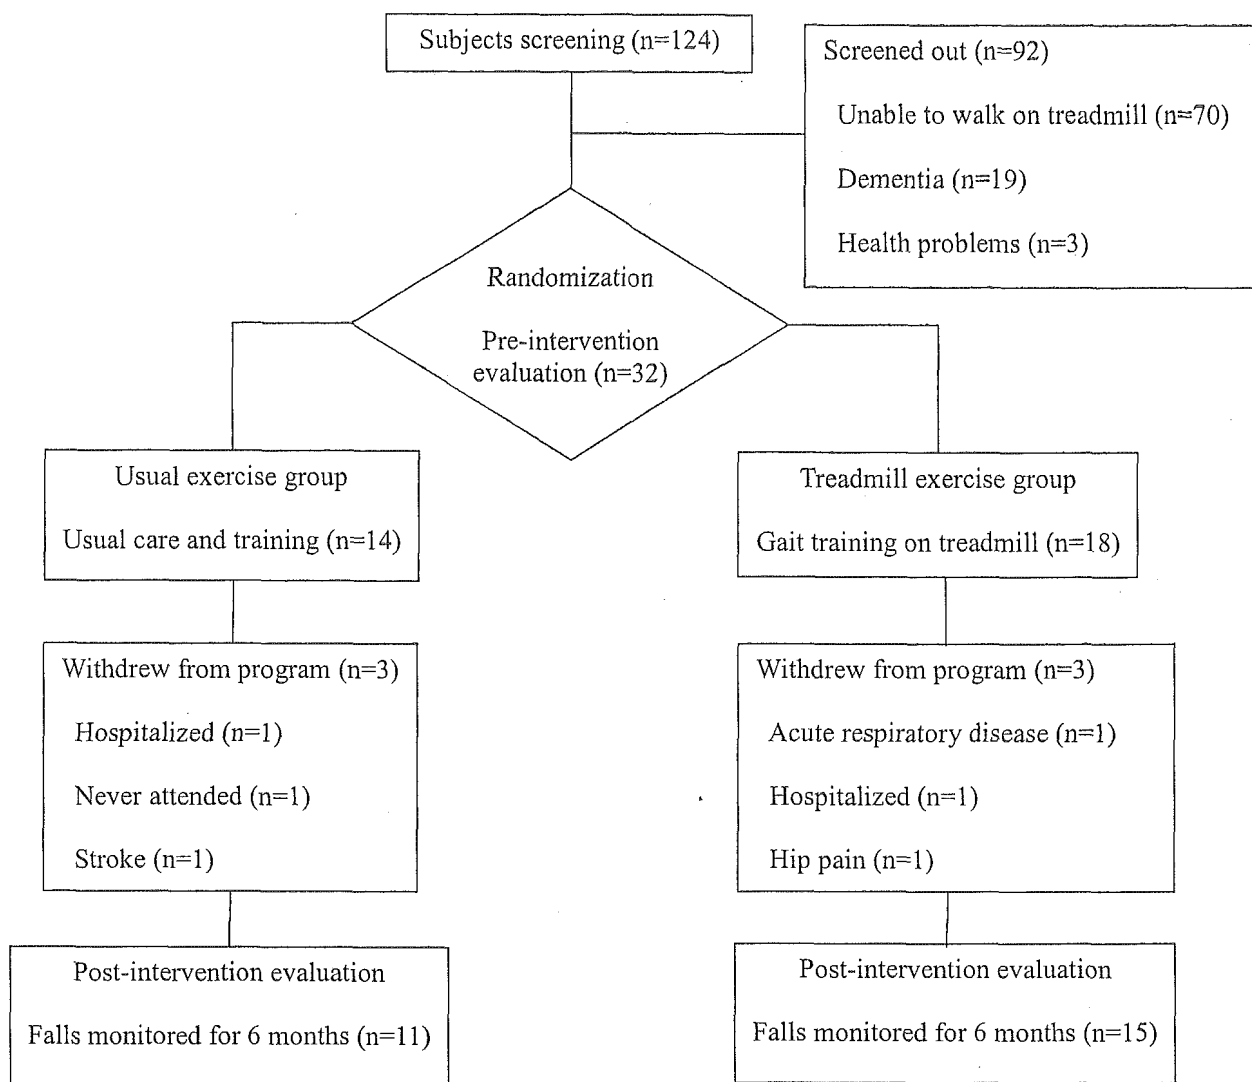 Subjects screening (n=124)
Screened out (n=92)
Unable to walk on treadmill (n=70)
Dementia (n=19)
Health problems (n=3)
Randomization
Pre-intervention
evaluation (n=32)
Usual exercise group
Usual care and training (n=14)
Treadmill exercise group
Gait training on treadmill (n=18)
Withdrew from program (n=3)
Hospitalized (n=1)
Never attended (n=1)
Stroke (n=1)
Withdrew from program (n=3)
Acute respiratory disease (n=1)
Hospitalized (n=1)
Hip pain (n=1)
Post-intervention evaluation
Falls monitored for 6 months (n=11)
Post-intervention evaluation
Falls monitored for 6 months (n=15)